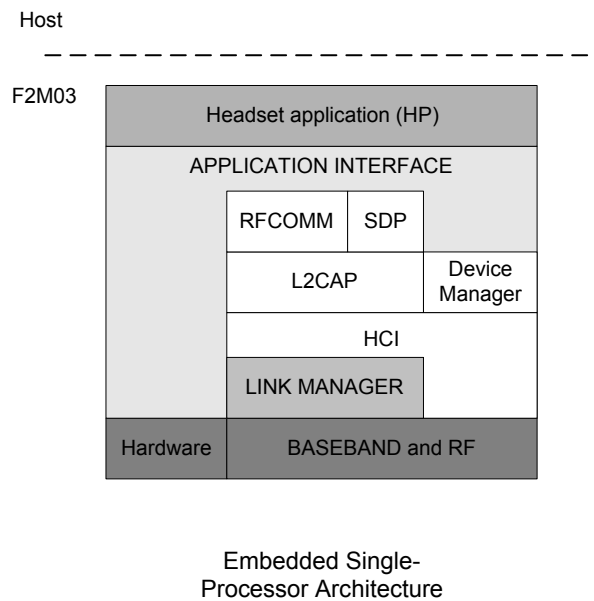 Host
F2M03
Headset application (HP)
APPLICATION INTERFACE
RFCOMM
SDP
L2CAP
Device
Manager
HCI
LINK MANAGER
Hardware
BASEBAND and RF
Embedded Single-
Processor Architecture